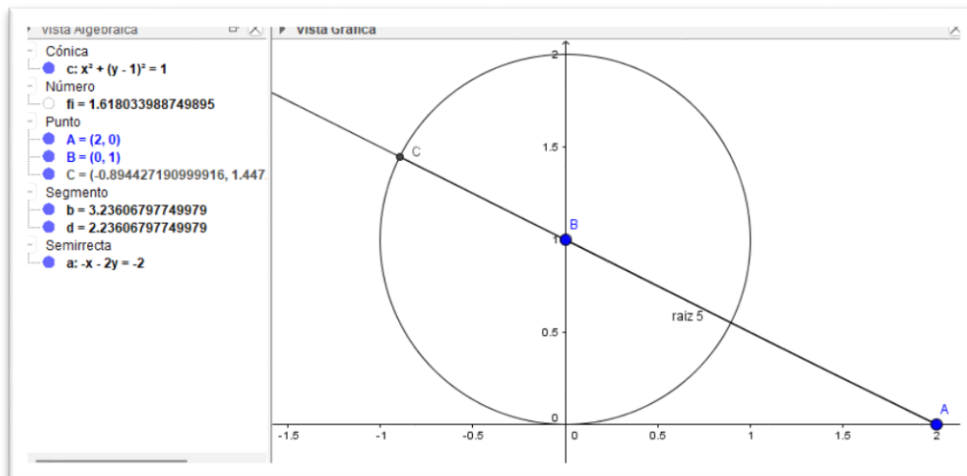 Vista Algebraica
Cónica
c: x² + (y - 1)² = 1
Número
fi = 1.618033988749895
Punto
A = (2, 0)
B = (0, 1)
C = (-0.894427190999916, 1.447
Segmento
b = 3.23606797749979
d = 2.23606797749979
Semirrecta
a: -x - 2y = -2
Vista Gráfica
2
1.5
C
B
1
raiz 5
0.5
A
0
-1.5 -1 -0.5 0 0.5 1 1.5 2